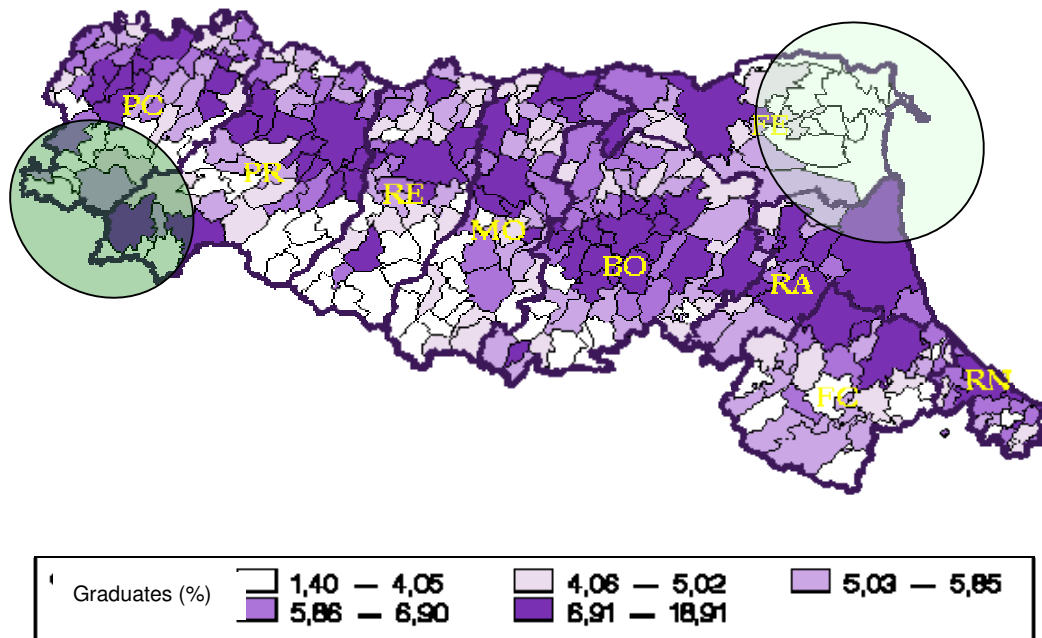 PC
FE
PR
RE
MO
BO
RA
RN
FC
Graduates (%)
1,40 — 4,05
4,06 — 5,02
5,03 — 5,85
5,86 — 6,90
6,91 — 18,91